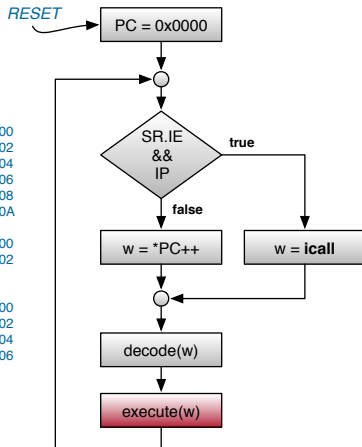 RESET
PC = 0x0000
00
02
04
06
08
0A
00
02
00
02
04
06
SR.IE
&&
IP
true
false
w = *PC++
w = icall
decode(w)
execute(w)